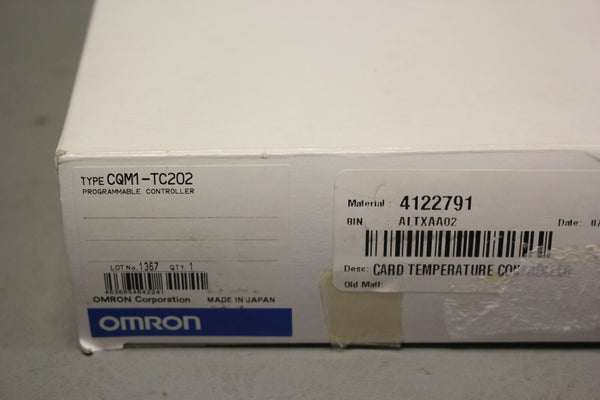 TYPE CQM1-TC202
PROGRAMMABLE CONTROLLER
LOT No. 1367 QTY 1
OMRON Corporation MADE IN JAPAN
OMRON
Material : 4122791
BIN : ALTXAA02
Date: 07
Desc: CARD TEMPERATURE CONTROLLER
Old Matl: